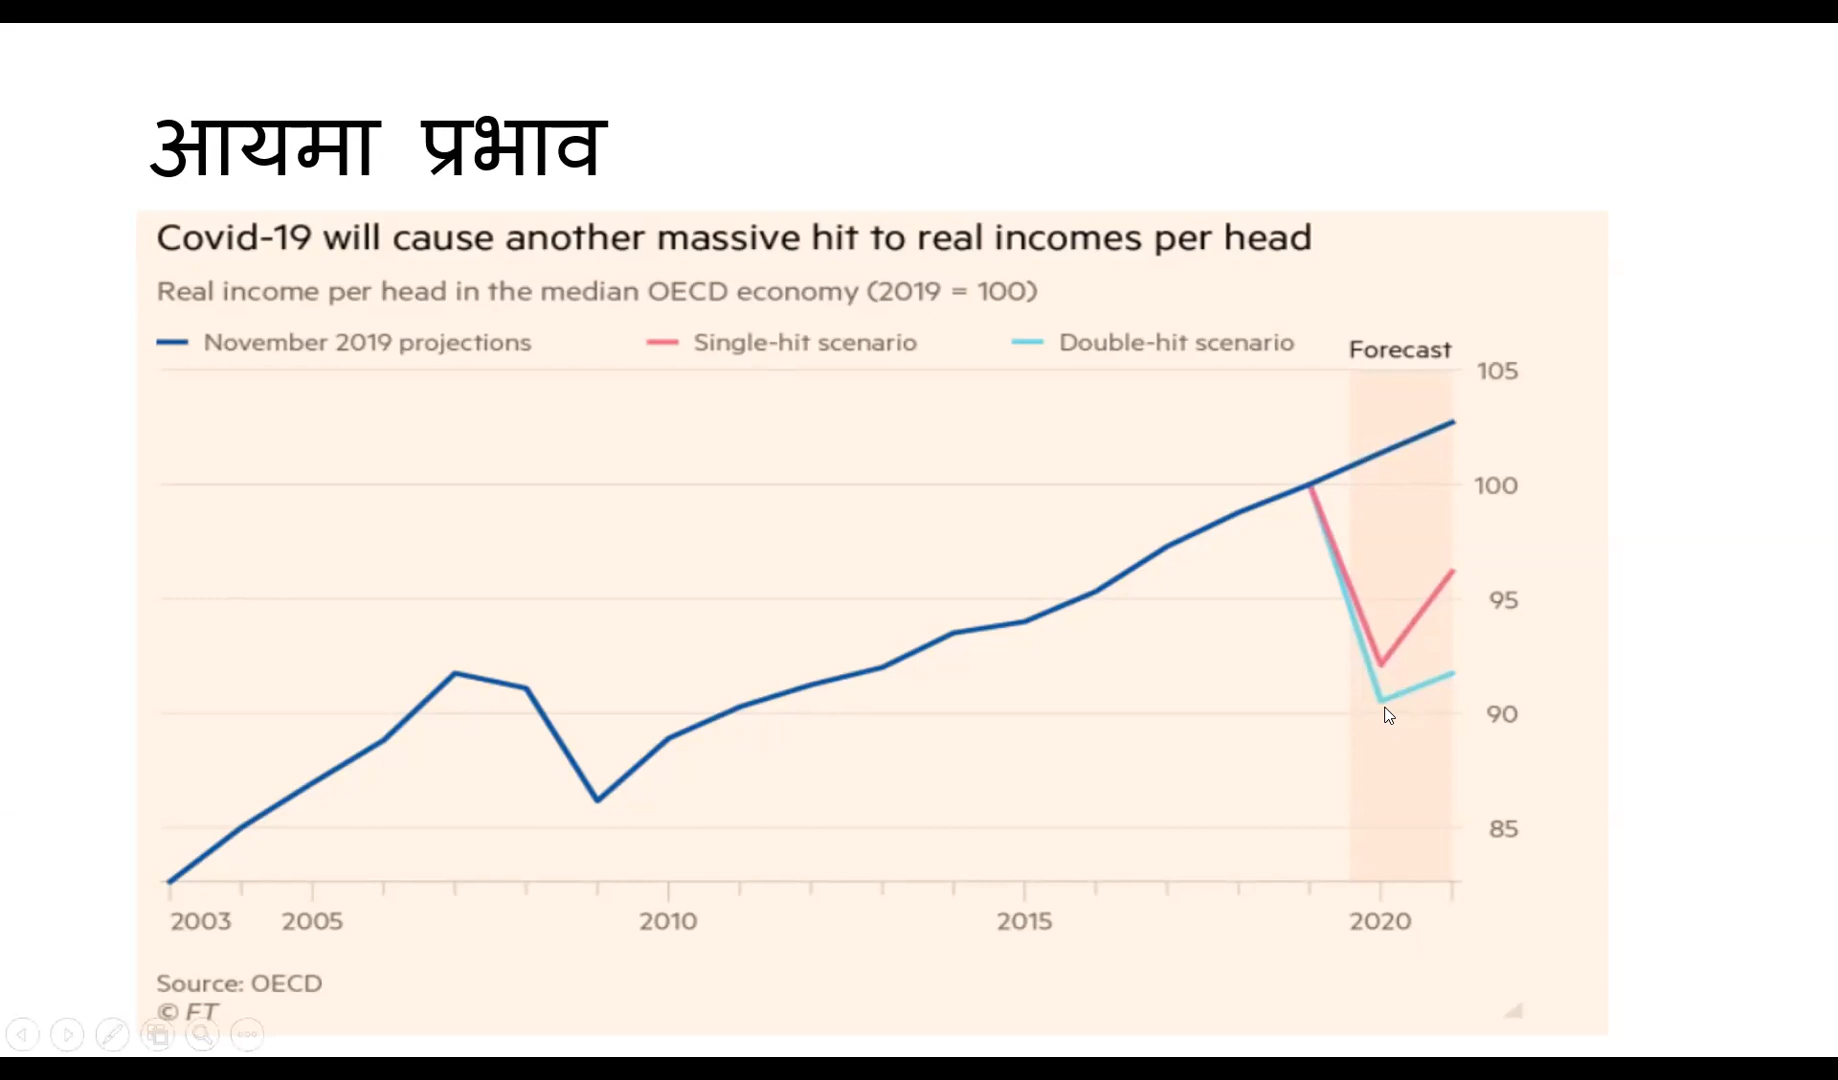 आयमा प्रभाव
Covid-19 will cause another massive hit to real incomes per head
Real income per head in the median OECD economy (2019 = 100)
November 2019 projections Single-hit scenario Double-hit scenario Forecast
105
100
95
90
85
2003 2005 2010 2015 2020
Source: OECD
© FT